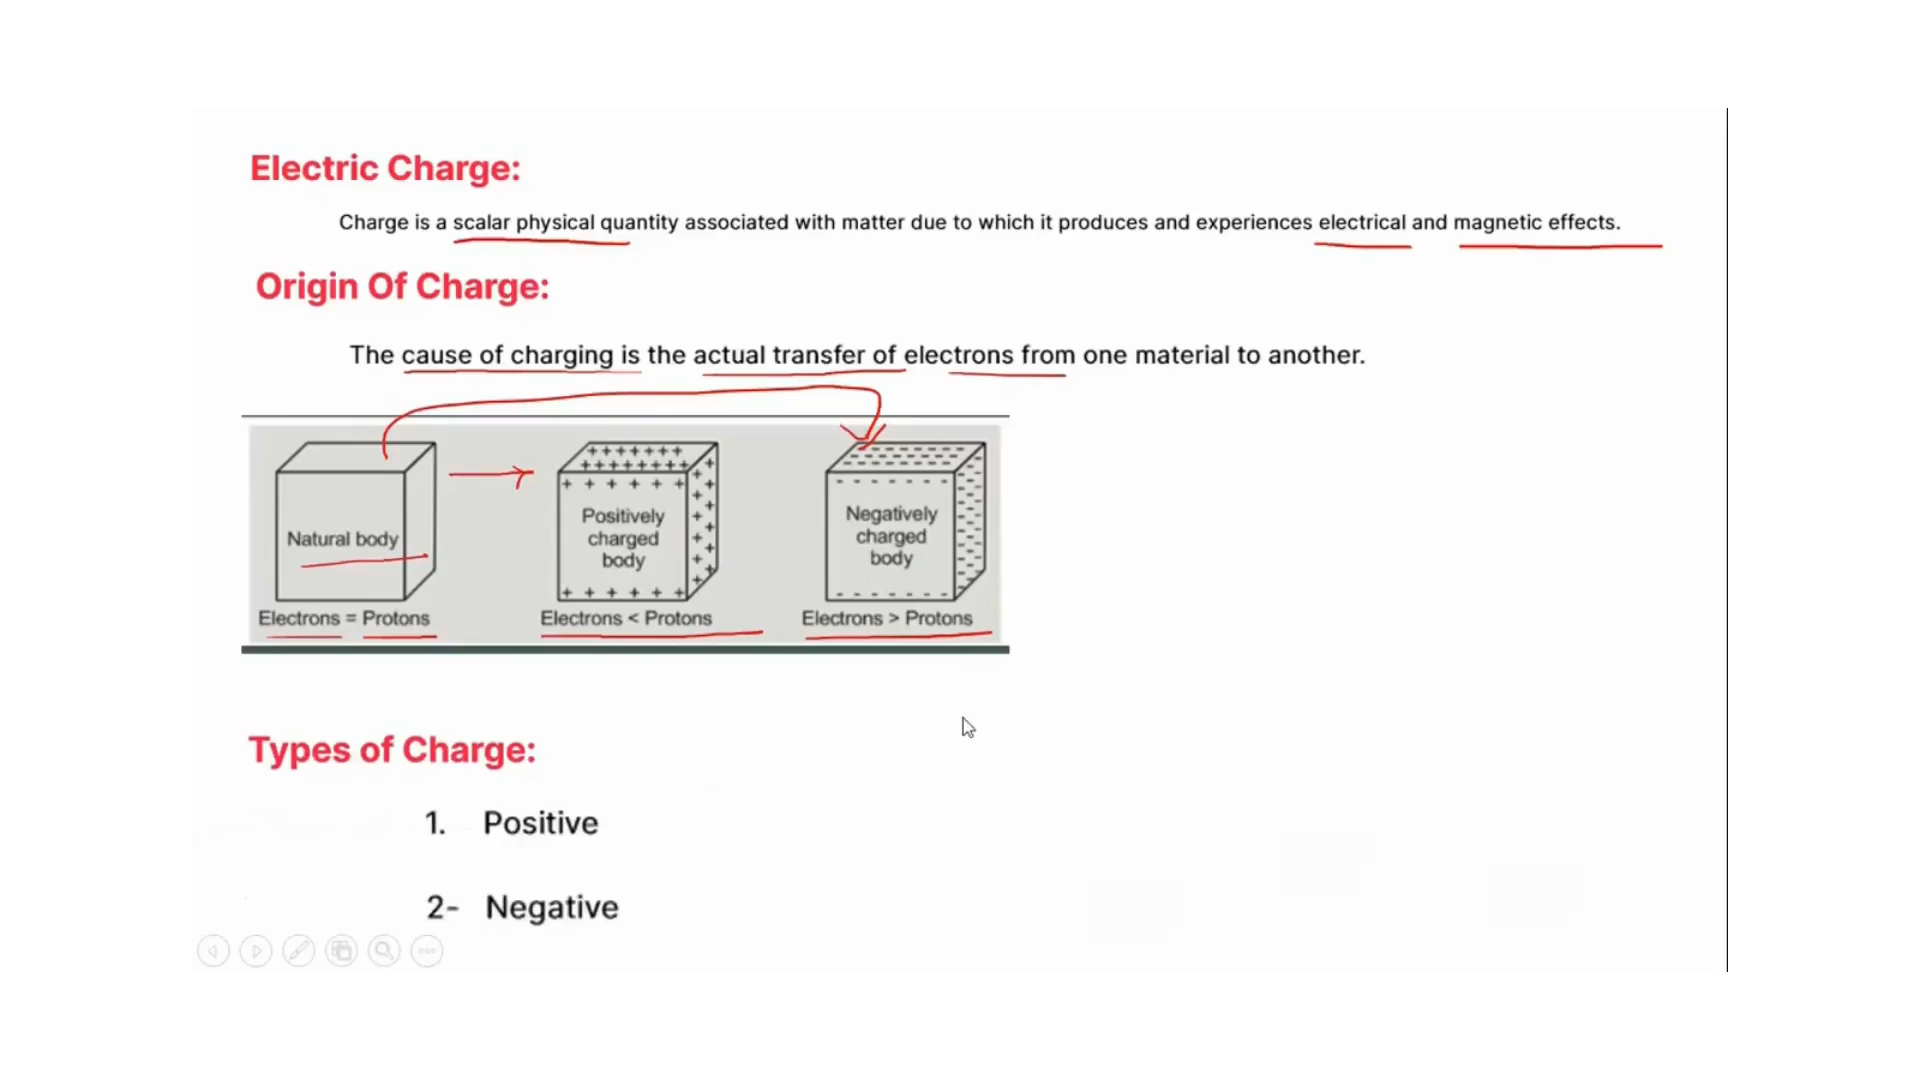 Electric Charge:
Charge is a scalar physical quantity associated with matter due to which it produces and experiences electrical and magnetic effects.
Origin Of Charge:
The cause of charging is the actual transfer of electrons from one material to another.
Natural body
Electrons = Protons
Positively
charged
body
Electrons < Protons
Negatively
charged
body
Electrons > Protons
Types of Charge:
1. Positive
2- Negative